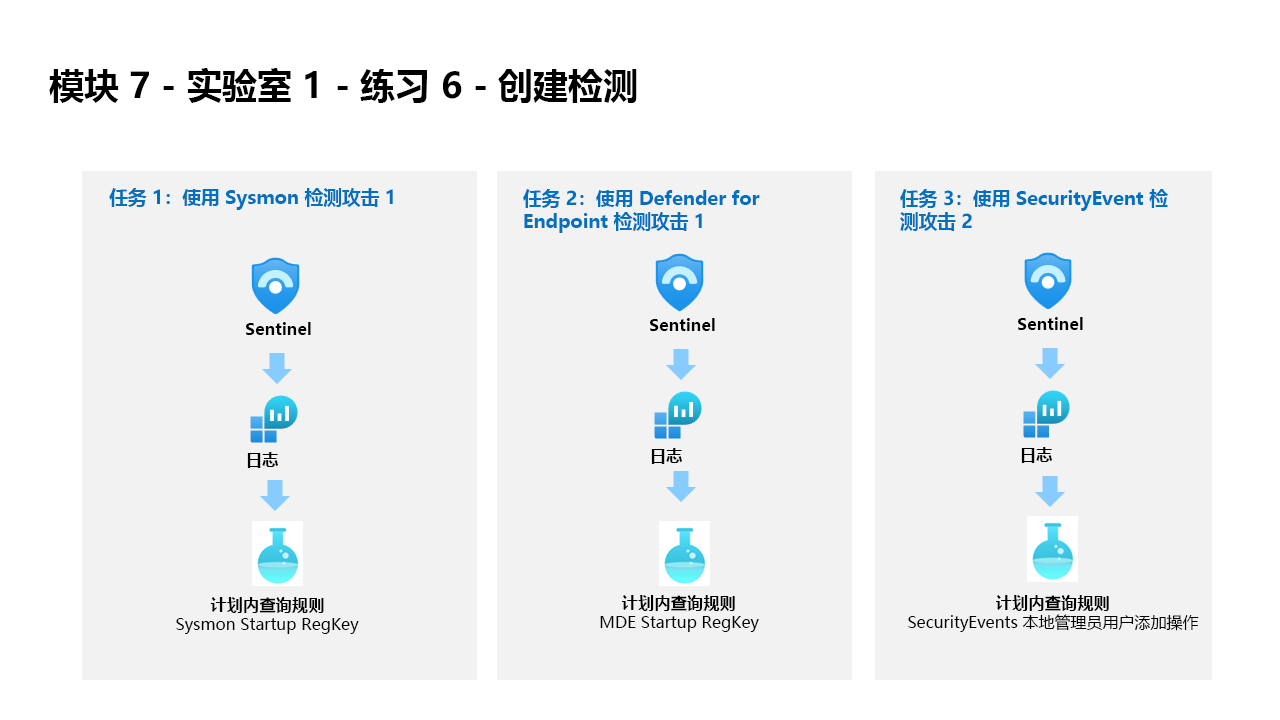 模块 7 - 实验室 1 - 练习 6 - 创建检测
任务 1：使用 Sysmon 检测攻击 1
Sentinel
日志
计划内查询规则
Sysmon Startup RegKey
任务 2：使用 Defender for
Endpoint 检测攻击 1
Sentinel
日志
计划内查询规则
MDE Startup RegKey
任务 3：使用 SecurityEvent 检
测攻击 2
Sentinel
日志
计划内查询规则
SecurityEvents 本地管理员用户添加操作